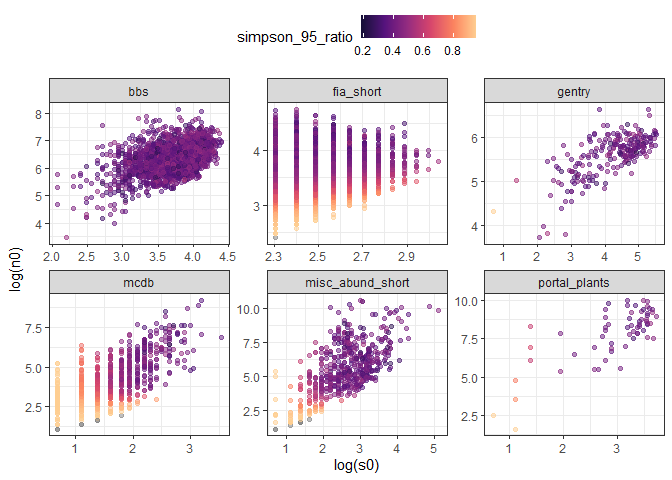 simpson_95_ratio
0.2 0.4 0.6 0.8
bbs fia_short gentry
8
7
6
5
4
2.0 2.5 3.0 3.5 4.0 4.5
4
3
2.3 2.5 2.7 2.9
6
5
4
1 2 3 4 5
log(n0)
mcdb misc_abund_short portal_plants
7.5
5.0
2.5
1 2 3
10.0
7.5
5.0
2.5
1 2 3 4 5
10.0
7.5
5.0
2.5
1 2 3
log(s0)